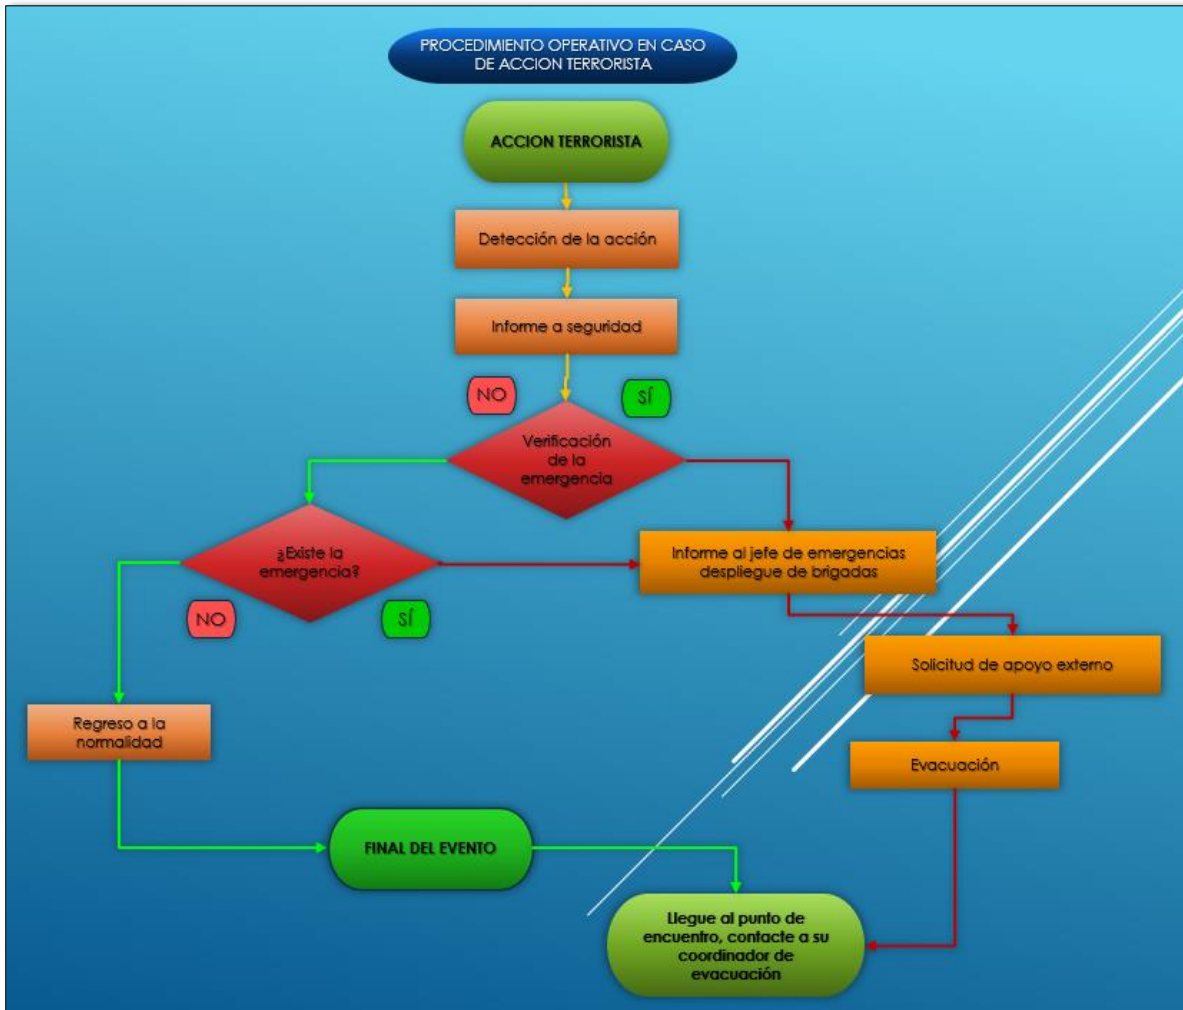 PROCEDIMIENTO OPERATIVO EN CASO
DE ACCION TERRORISTA
ACCION TERRORISTA
Detección de la acción
Informe a seguridad
NO
SÍ
Verificación
de la
emergencia
¿Existe la
emergencia?
Informe al jefe de emergencias
despliegue de brigadas
NO
SÍ
Solicitud de apoyo externo
Regreso a la
normalidad
Evacuación
FINAL DEL EVENTO
Llegue al punto de
encuentro, contacte a su
coordinador de
evacuación